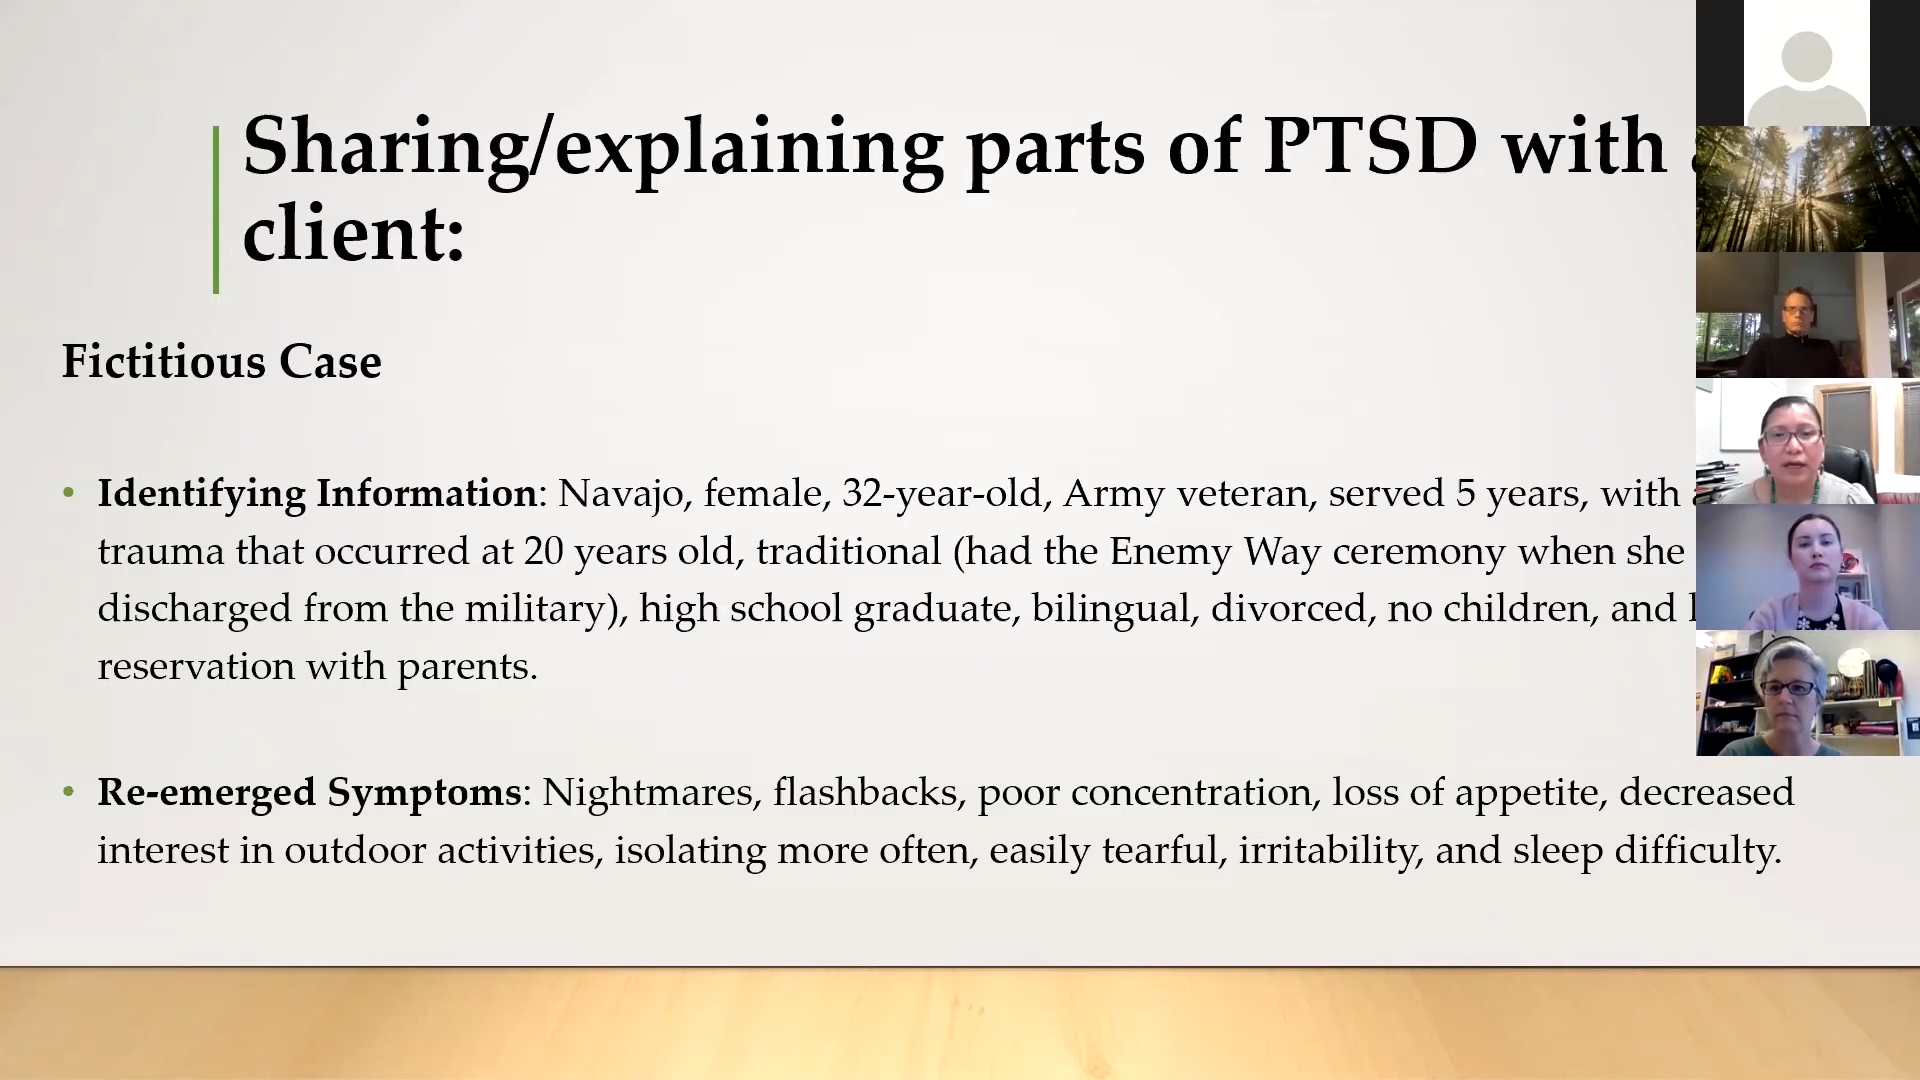 Sharing/explaining parts of PTSD with
client:
Fictitious Case
• Identifying Information: Navajo, female, 32-year-old, Army veteran, served 5 years, with
trauma that occurred at 20 years old, traditional (had the Enemy Way ceremony when she
discharged from the military), high school graduate, bilingual, divorced, no children, and
reservation with parents.
• Re-emerged Symptoms: Nightmares, flashbacks, poor concentration, loss of appetite, decreased
interest in outdoor activities, isolating more often, easily tearful, irritability, and sleep difficulty.